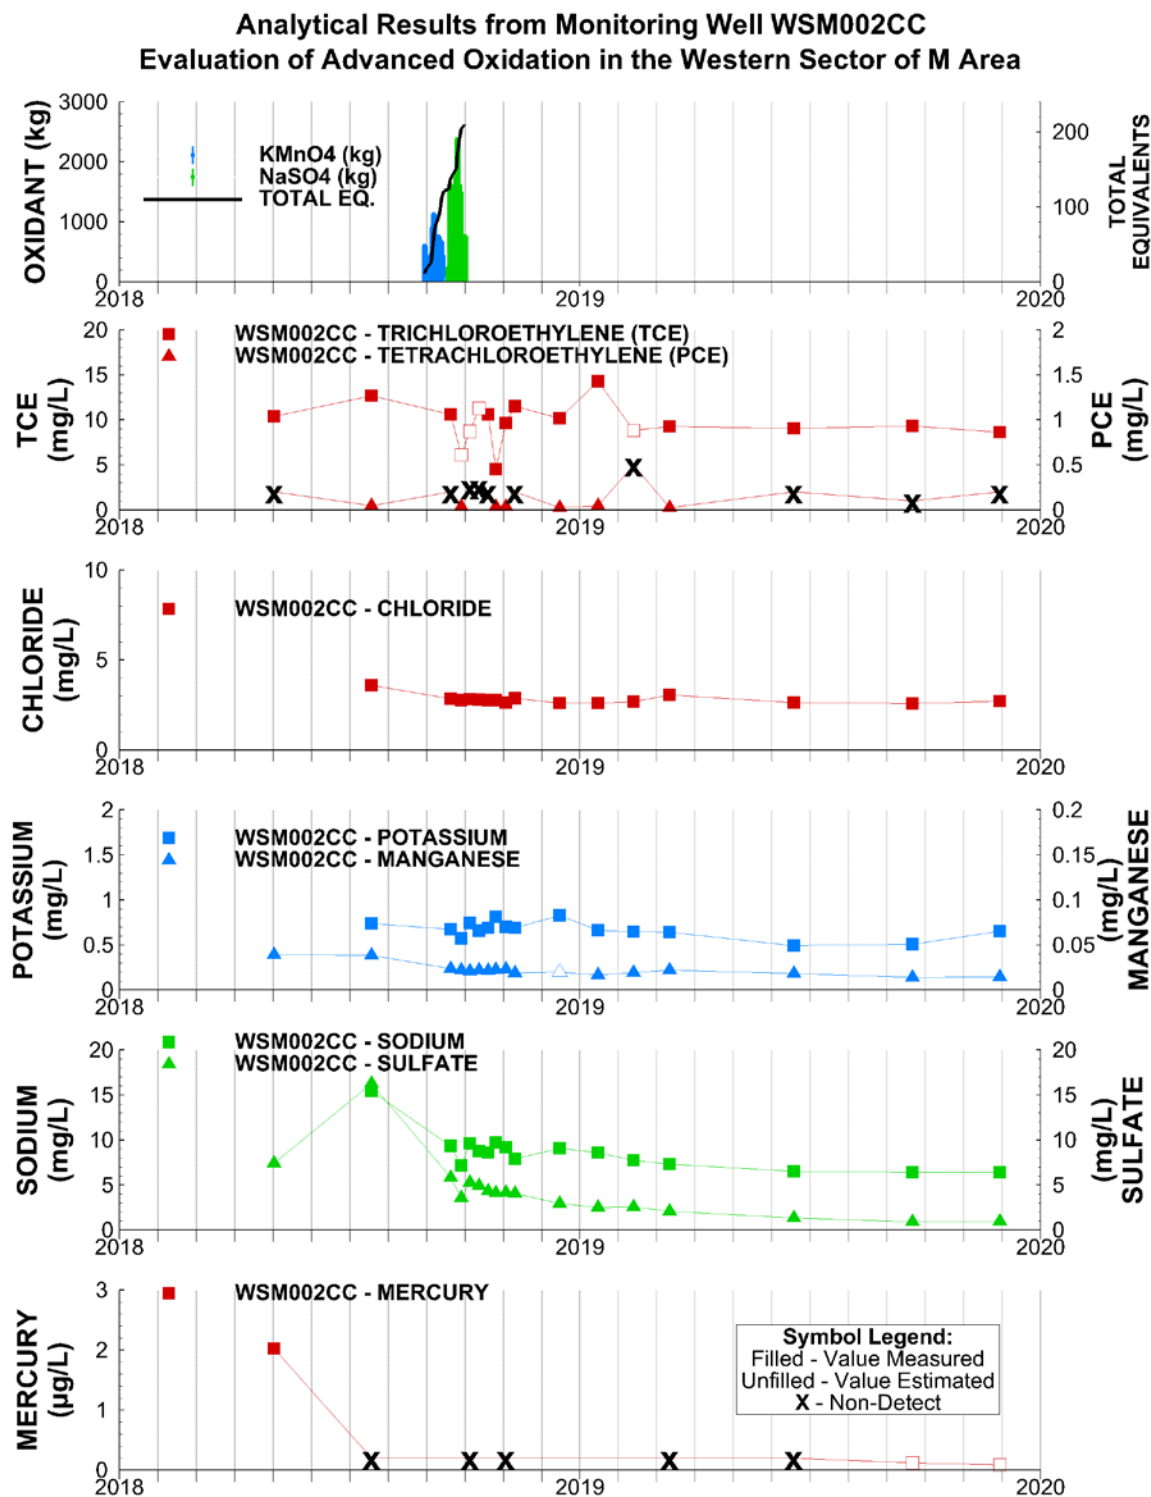 Analytical Results from Monitoring Well WSM002CC
Evaluation of Advanced Oxidation in the Western Sector of M Area
OXIDANT (kg)
3000
2000
1000
0
KMnO4 (kg)
NaSO4 (kg)
TOTAL EQ.
200
100
0
TOTAL
EQUIVALENTS
2018
2019
2020
TCE
(mg/L)
20
15
10
5
0
WSM002CC - TRICHLOROETHYLENE (TCE)
WSM002CC - TETRACHLOROETHYLENE (PCE)
2
1.5
1
0.5
0
PCE
(mg/L)
2018
2019
2020
CHLORIDE
(mg/L)
10
5
0
WSM002CC - CHLORIDE
2018
2019
2020
POTASSIUM
(mg/L)
2
1.5
1
0.5
0
WSM002CC - POTASSIUM
WSM002CC - MANGANESE
0.2
0.15
0.1
0.05
0
(mg/L)
MANGANESE
2018
2019
2020
SODIUM
(mg/L)
20
15
10
5
0
WSM002CC - SODIUM
WSM002CC - SULFATE
20
15
10
5
0
(mg/L)
SULFATE
2018
2019
2020
MERCURY
(µg/L)
3
2
1
0
WSM002CC - MERCURY
Symbol Legend:
Filled - Value Measured
Unfilled - Value Estimated
X - Non-Detect
2018
2019
2020